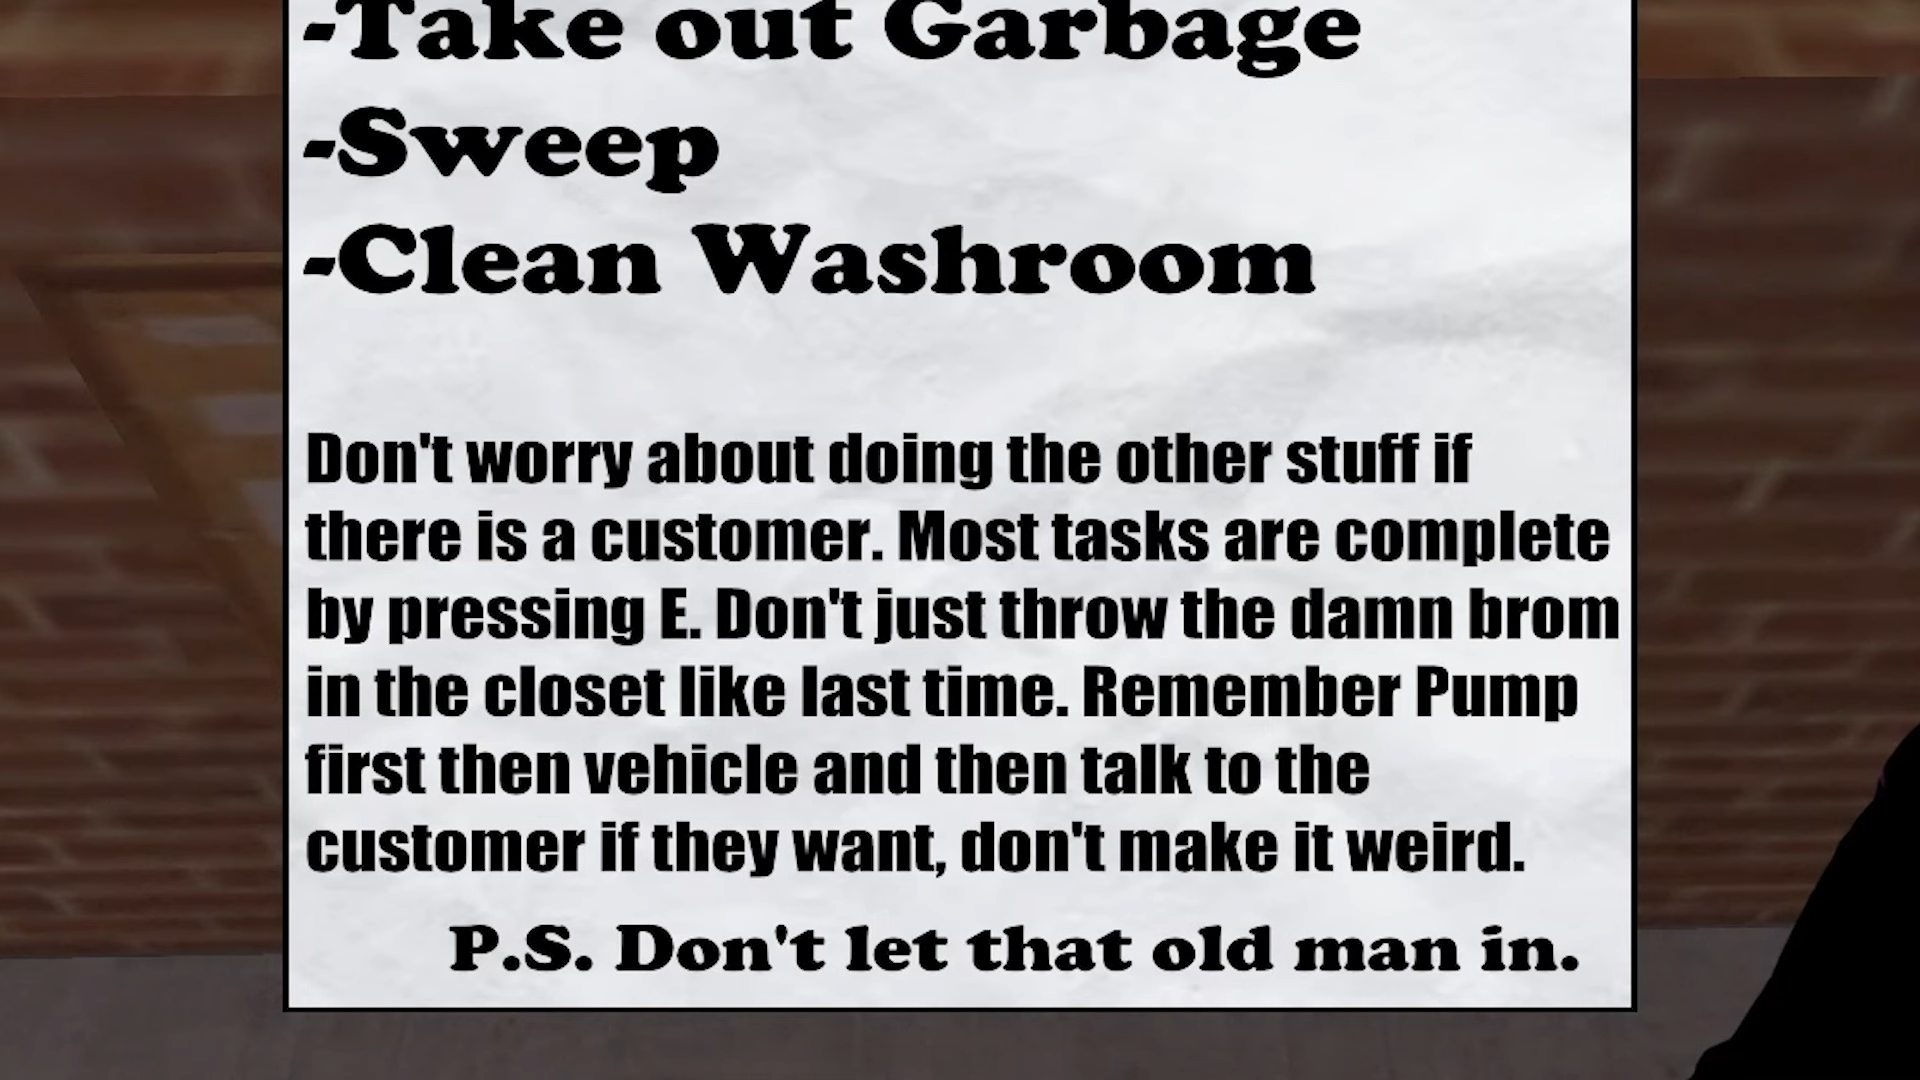 -Take out Garbage
-Sweep
-Clean Washroom
Don't worry about doing the other stuff if
there is a customer. Most tasks are complete
by pressing E. Don't just throw the damn brom
in the closet like last time. Remember Pump
first then vehicle and then talk to the
customer if they want, don't make it weird.
P.S. Don't let that old man in.